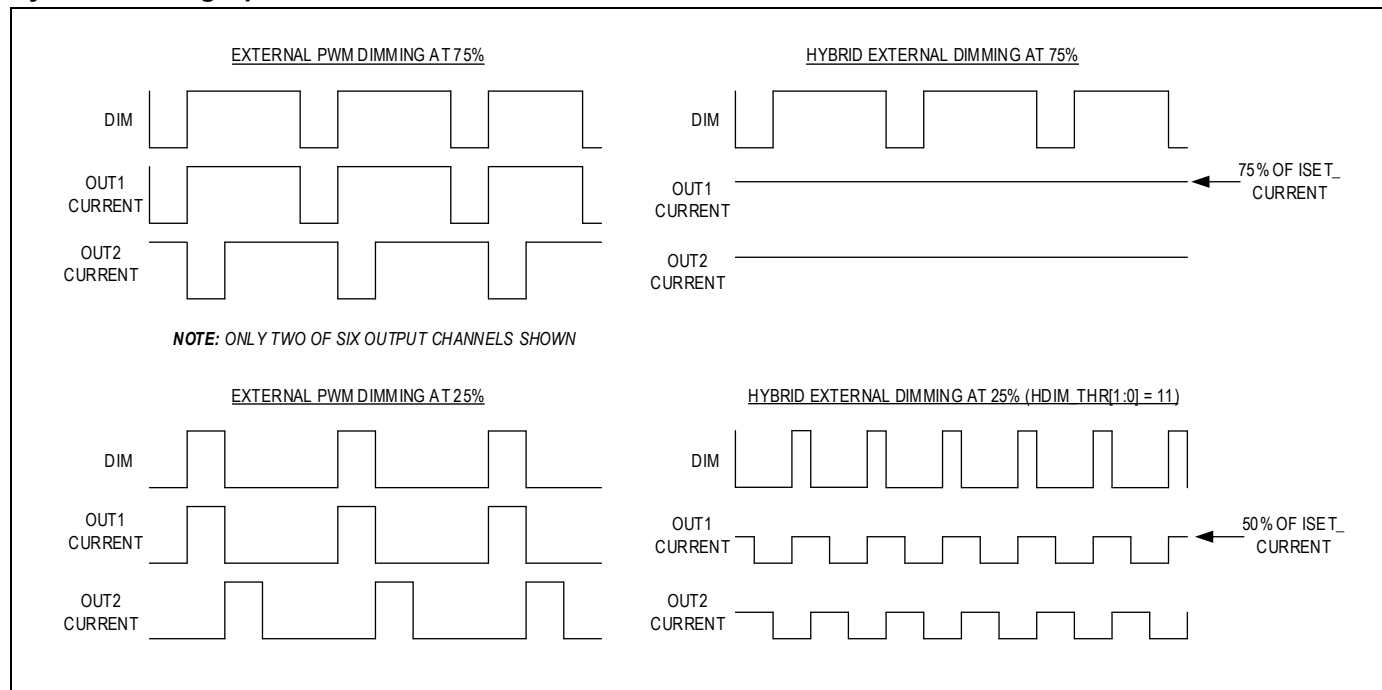 EXTERNAL PWM DIMMING AT 75%
DIM
OUT1
CURRENT
OUT2
CURRENT
NOTE: ONLY TWO OF SIX OUTPUT CHANNELS SHOWN
HYBRID EXTERNAL DIMMING AT 75%
DIM
OUT1
CURRENT
75% OF ISET_
CURRENT
OUT2
CURRENT
EXTERNAL PWM DIMMING AT 25%
DIM
OUT1
CURRENT
OUT2
CURRENT
HYBRID EXTERNAL DIMMING AT 25% (HDIM_THR[1:0] = 11)
DIM
OUT1
CURRENT
50% OF ISET_
CURRENT
OUT2
CURRENT